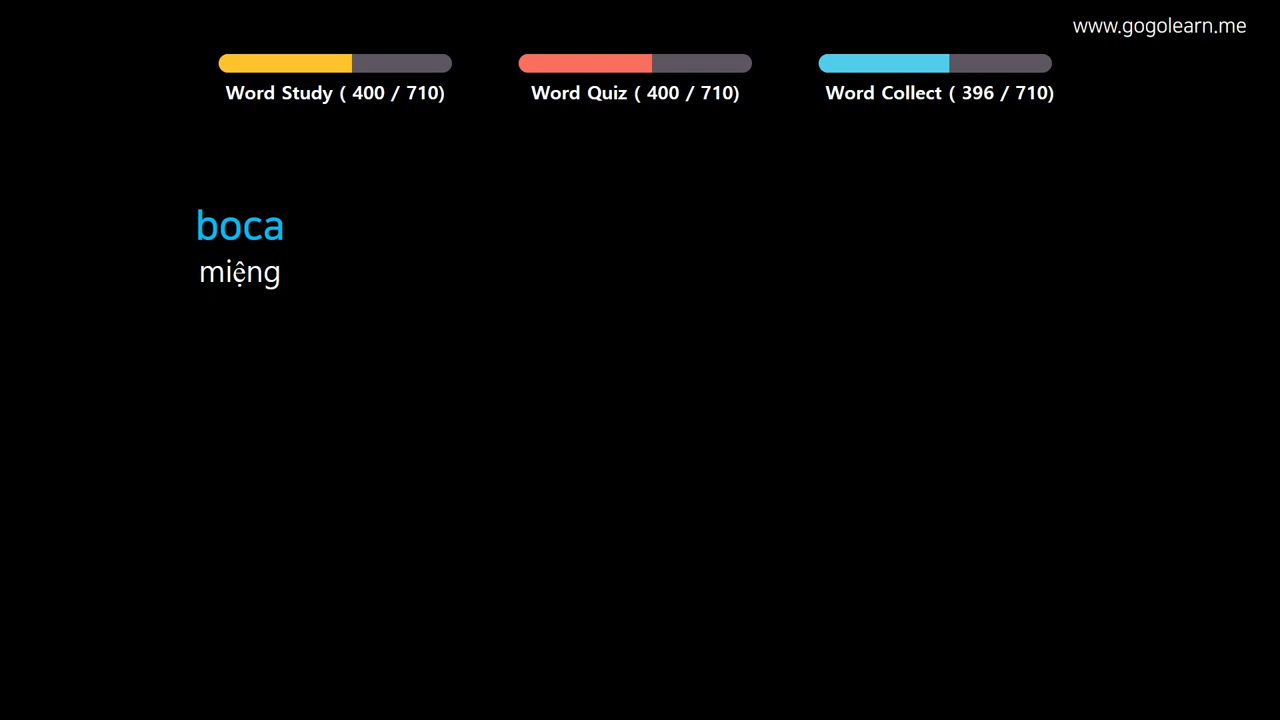 www.gogolearn.me
Word Study ( 400 / 710)
Word Quiz ( 400 / 710)
Word Collect ( 396 / 710)
boca
miệng